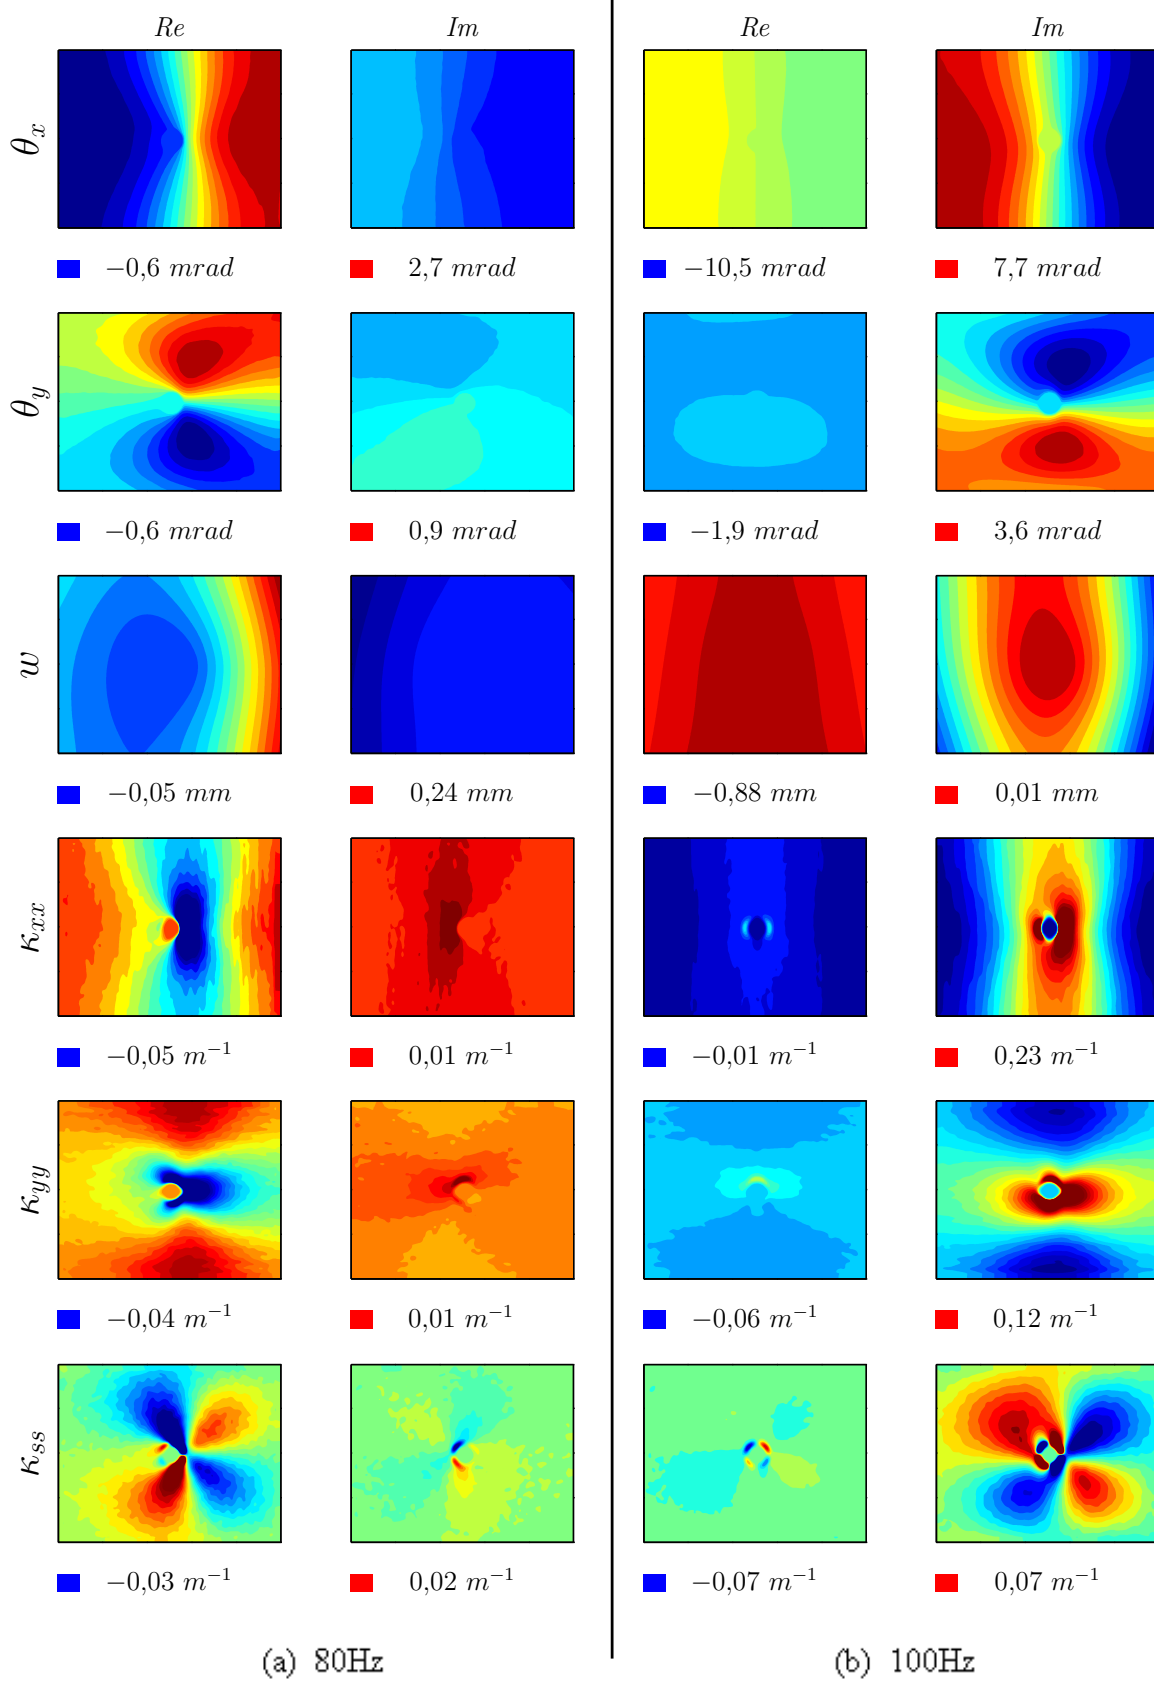 Re Im Re Im
θx
−0,6 mrad 2,7 mrad −10,5 mrad 7,7 mrad
θy
−0,6 mrad 0,9 mrad −1,9 mrad 3,6 mrad
w
−0,05 mm 0,24 mm −0,88 mm 0,01 mm
κxx
−0,05 m⁻¹ 0,01 m⁻¹ −0,01 m⁻¹ 0,23 m⁻¹
κyy
−0,04 m⁻¹ 0,01 m⁻¹ −0,06 m⁻¹ 0,12 m⁻¹
κss
−0,03 m⁻¹ 0,02 m⁻¹ −0,07 m⁻¹ 0,07 m⁻¹
(a) 80Hz (b) 100Hz